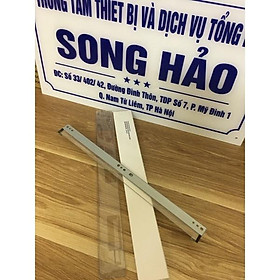 TRUNG TÂM THIẾT BỊ VÀ DỊCH VỤ TỔNG
SONG HẢO
ĐC: Số 33/ 402/ 42, Đường Đình Thôn, TDP Số 7, P. Mỹ Đình 1
Q. Nam Từ Liêm, TP Hà Nội